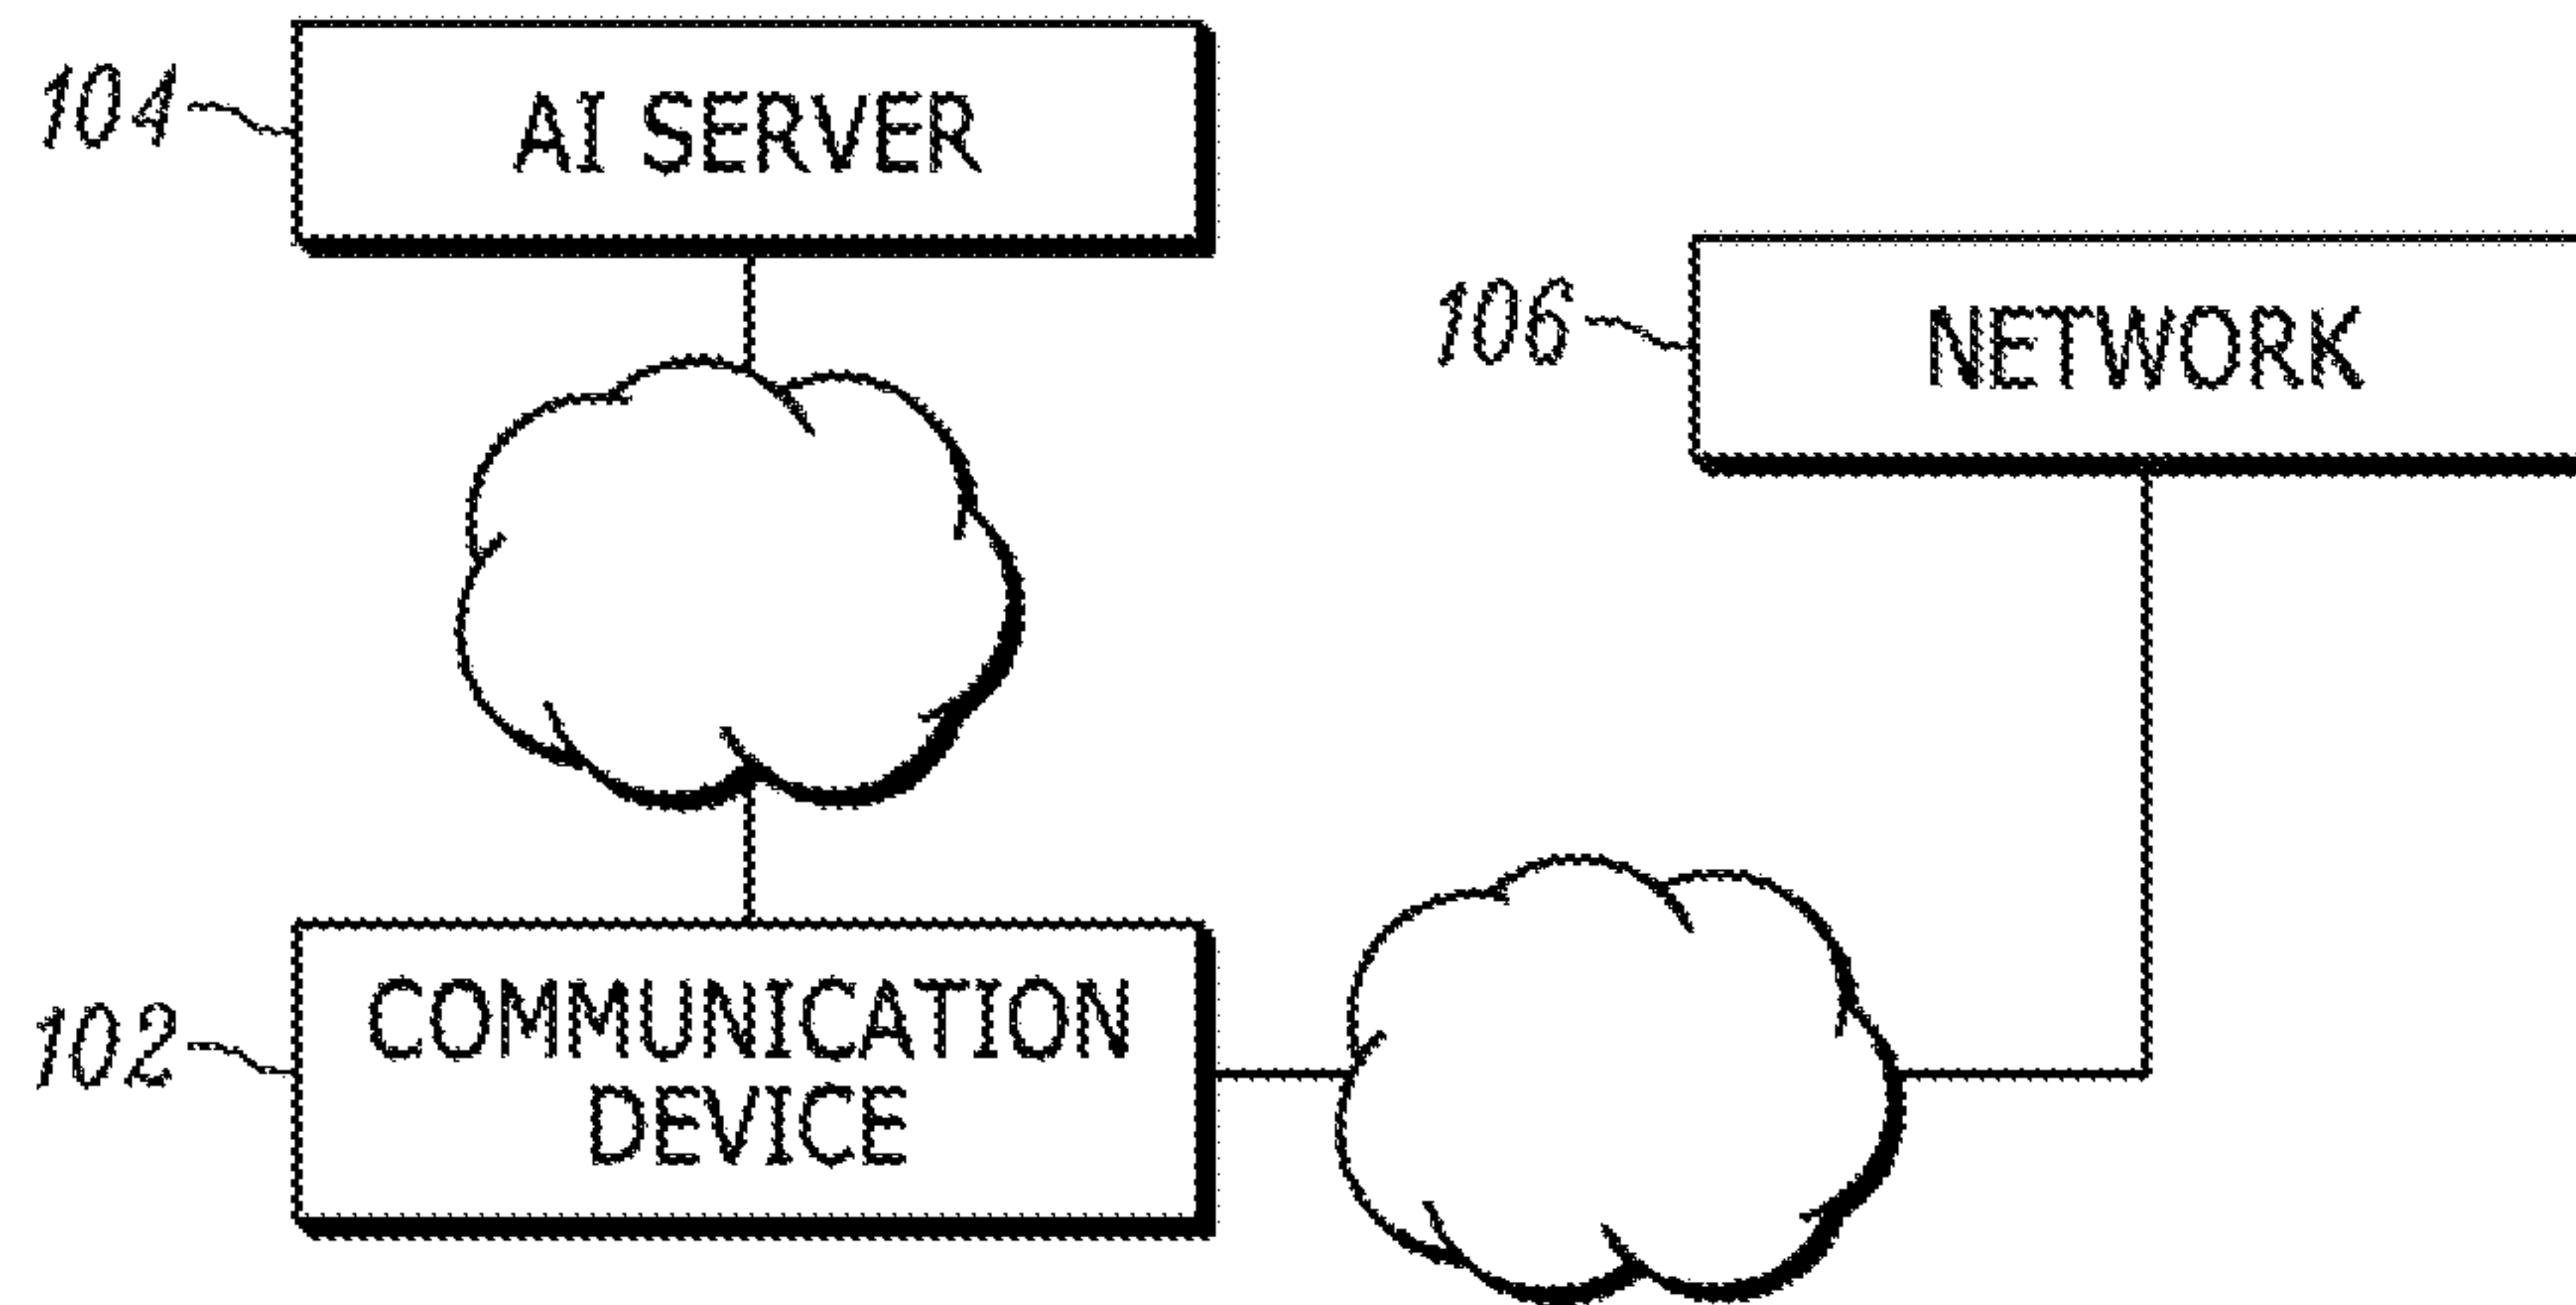 104
AI SERVER
106
NETWORK
102
COMMUNICATION
DEVICE